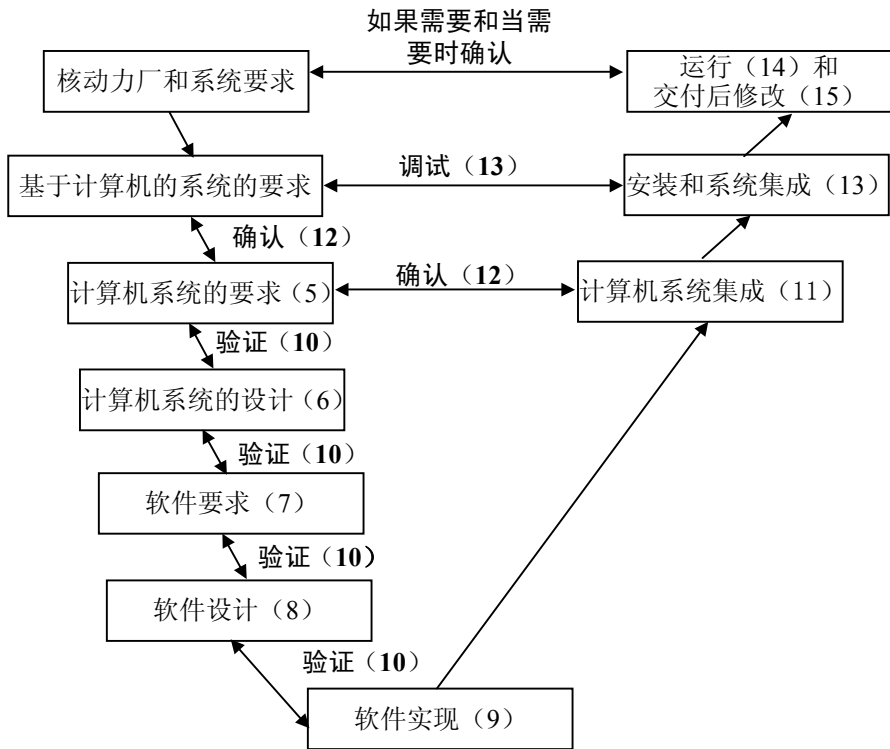 如果需要和当需
要时确认
核动力厂和系统要求
运行（14）和
交付后修改（15）
基于计算机的系统的要求
调试（13）
安装和系统集成（13）
确认（12）
计算机系统的要求（5）
确认（12）
计算机系统集成（11）
验证（10）
计算机系统的设计（6）
验证（10）
软件要求（7）
验证（10）
软件设计（8）
验证（10）
软件实现（9）